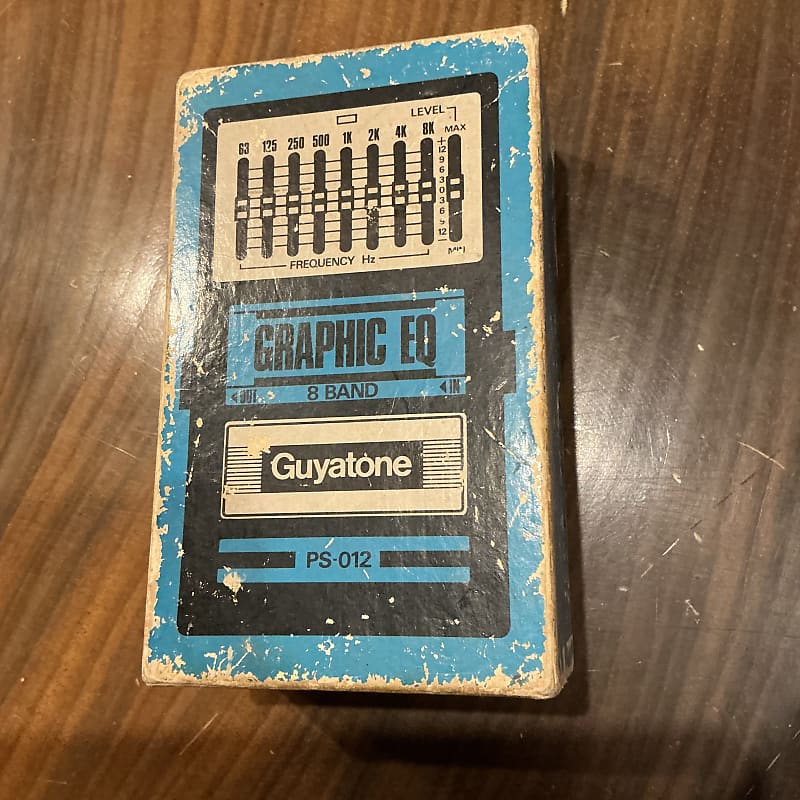 LEVEL
63 125 250 500 1K 2K 4K 8K MAX
+
12
9
6
3
0
3
6
9
12
-
FREQUENCY Hz
GRAPHIC EQ
OUT 8 BAND IN
Guyatone
PS-012